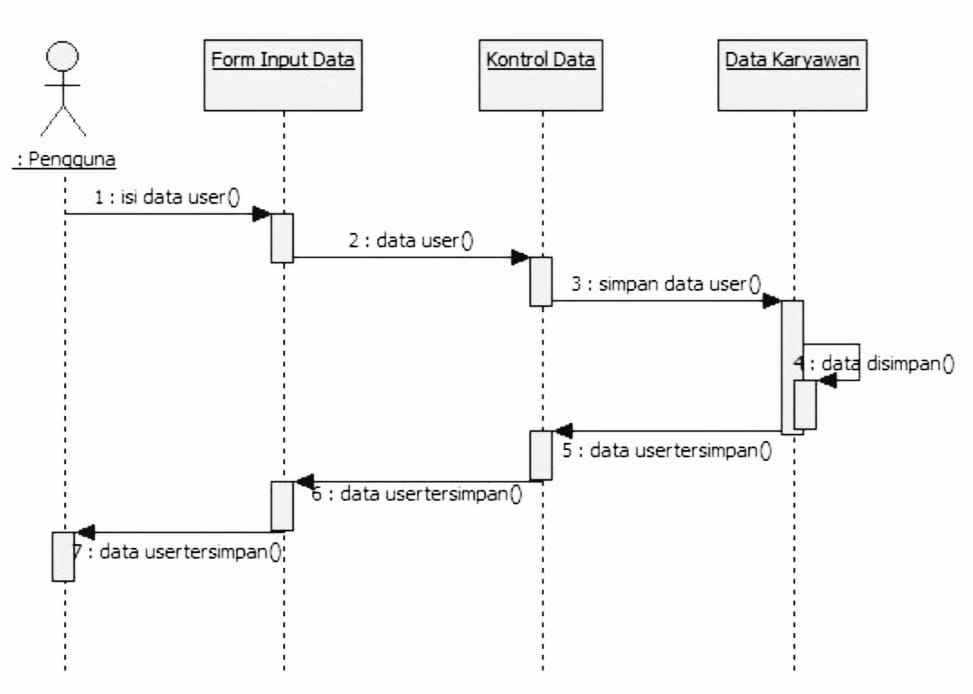 Form Input Data
Kontrol Data
Data Karyawan
: Pengguna
1 : isi data user()
2 : data user()
3 : simpan data user()
4 : data disimpan()
5 : data usertersimpan()
6 : data usertersimpan()
7 : data usertersimpan()